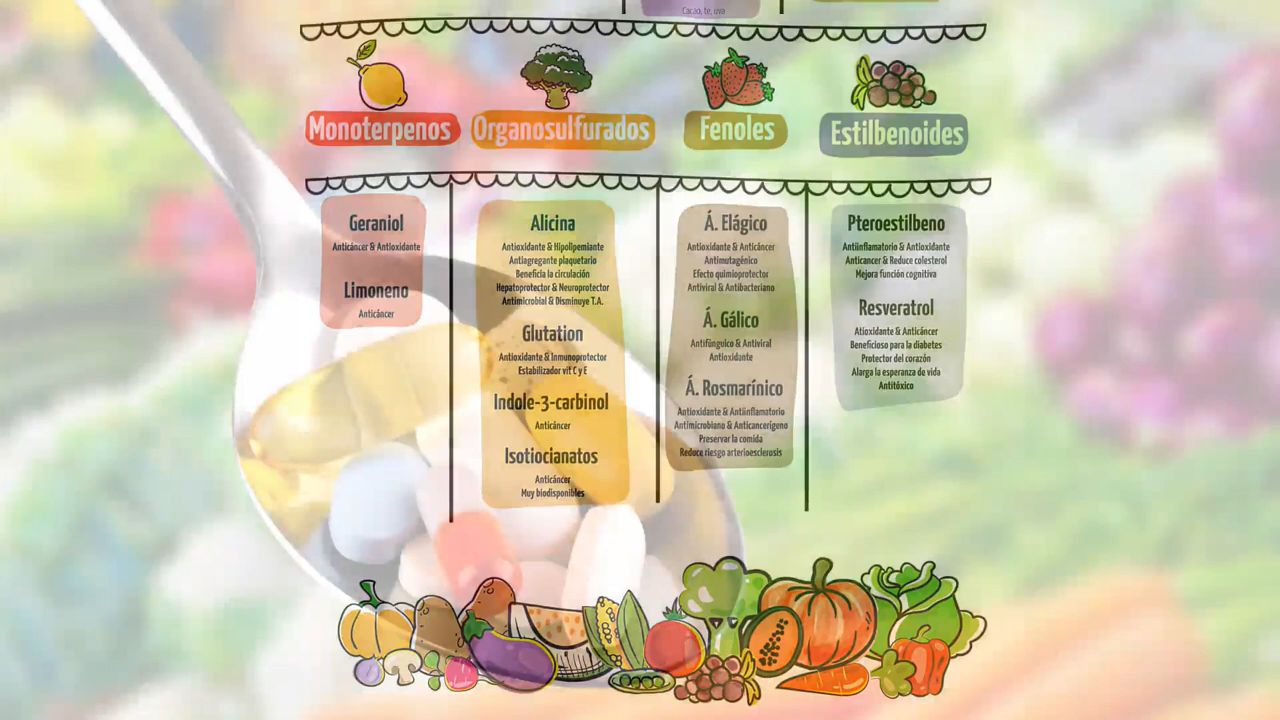 Cacao, te, uva
Monoterpenos
Organosulfurados
Fenoles
Estilbenoides
Geraniol
Anticáncer & Antioxidante
Limoneno
Anticáncer
Alicina
Antioxidante & Hipolipemiante
Antiagregante plaquetario
Beneficia la circulación
Hepatoprotector & Neuroprotector
Antimicrobial & Disminuye T.A.
Glutation
Antioxidante & Inmunoprotector
Estabilizador vit C y E
Indole-3-carbinol
Anticáncer
Isotiocianatos
Anticáncer
Muy biodisponibles
Á. Elágico
Antioxidante & Anticáncer
Antimutagénico
Efecto quimioprotector
Antiviral & Antibacteriano
Á. Gálico
Antifúnguico & Antiviral
Antioxidante
Á. Rosmarínico
Antioxidante & Antiinflamatorio
Antimicrobiano & Anticancerígeno
Preservar la comida
Reduce riesgo arterioesclerosis
Pteroestilbeno
Antiinflamatorio & Antioxidante
Anticancer & Reduce colesterol
Mejora función cognitiva
Resveratrol
Atioxidante & Anticáncer
Beneficioso para la diabetes
Protector del corazón
Alarga la esperanza de vida
Antitóxico